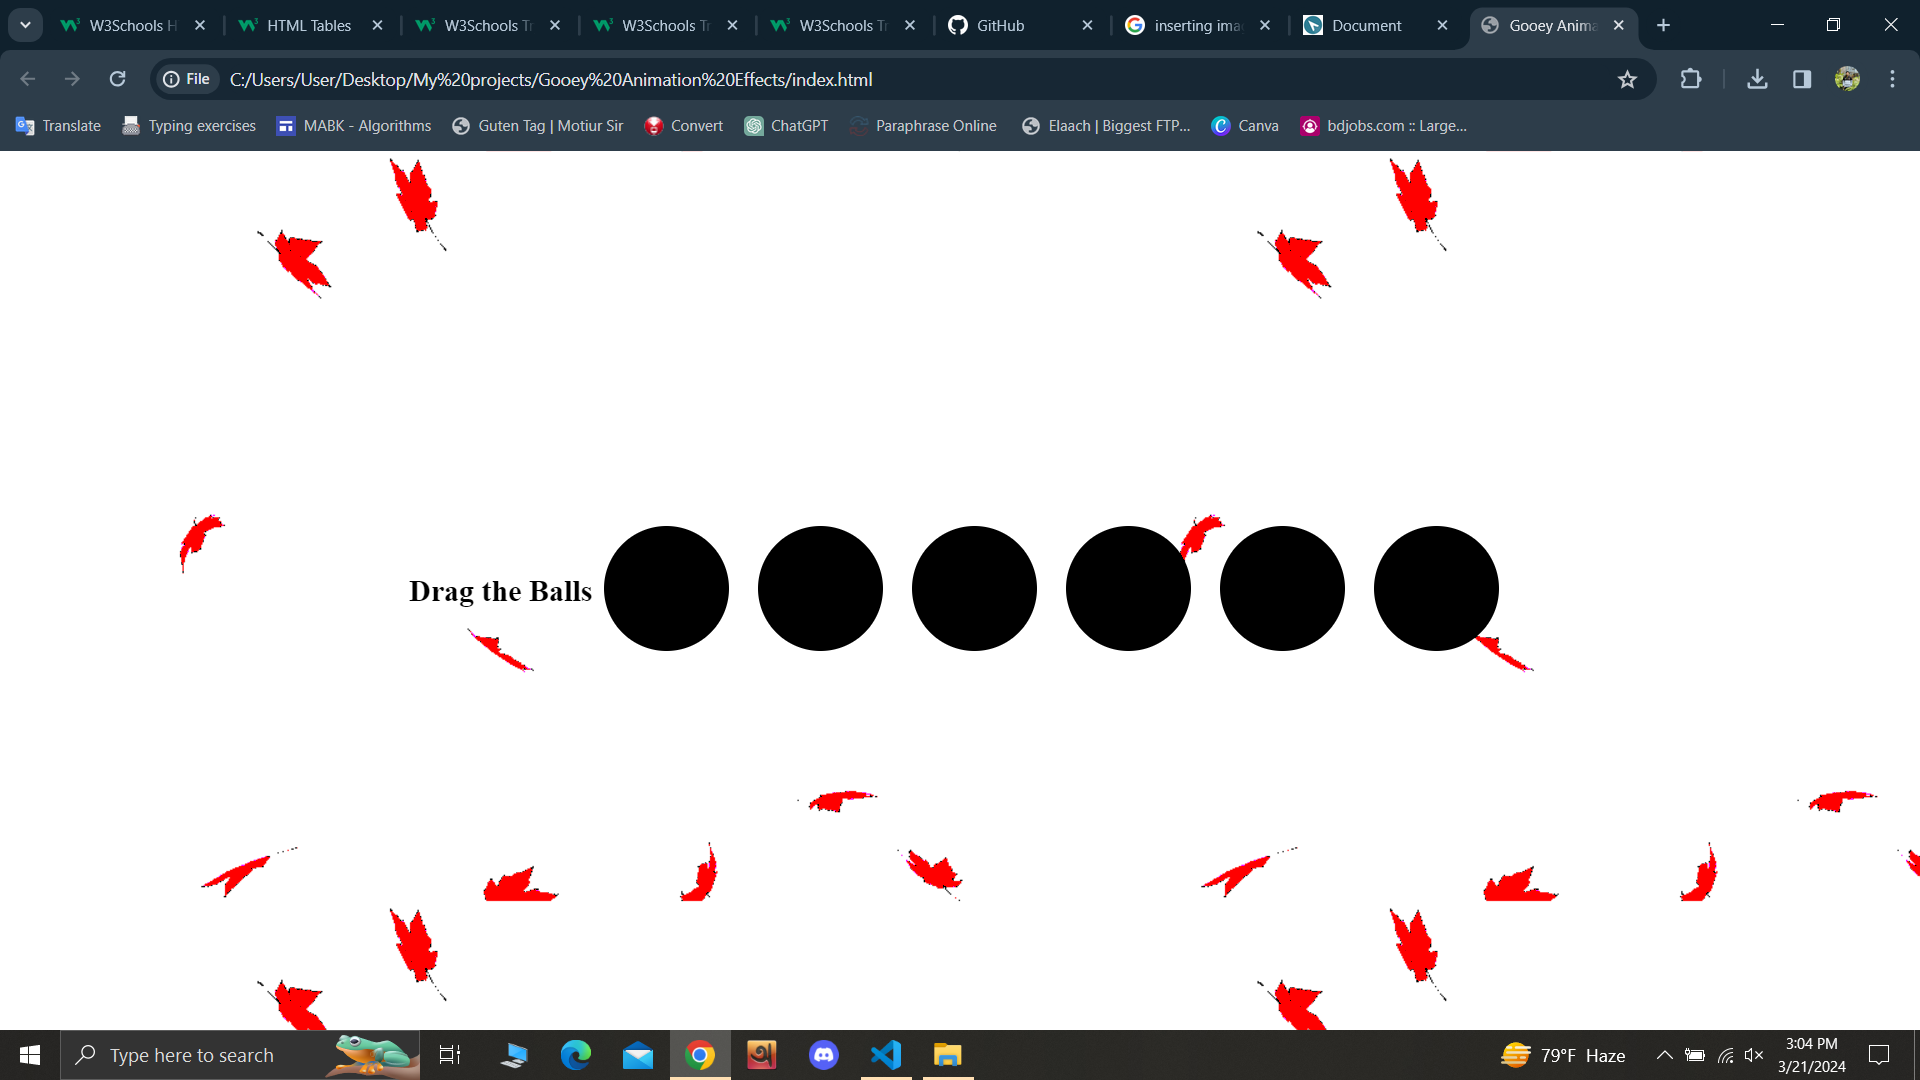 W3Schools H
HTML Tables
W3Schools Tr
W3Schools Tr
W3Schools Tr
GitHub
inserting ima
Document
Gooey Anima
File
C:/Users/User/Desktop/My%20projects/Gooey%20Animation%20Effects/index.html
Translate
Typing exercises
MABK - Algorithms
Guten Tag | Motiur Sir
Convert
ChatGPT
Paraphrase Online
Elaach | Biggest FTP...
Canva
bdjobs.com :: Large...
Drag the Balls
Type here to search
79°F Haze
3:04 PM
3/21/2024